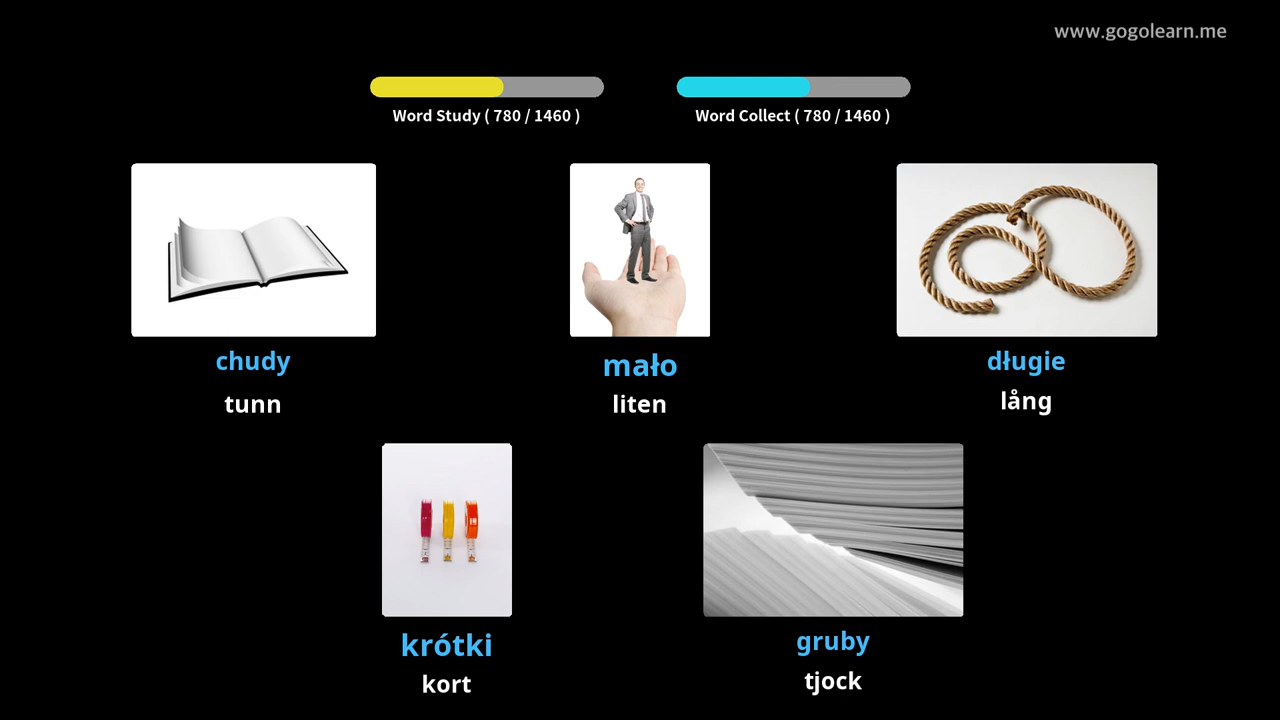 www.gogolearn.me
Word Study ( 780 / 1460 )
Word Collect ( 780 / 1460 )
chudy
tunn
mało
liten
długie
lång
krótki
kort
gruby
tjock